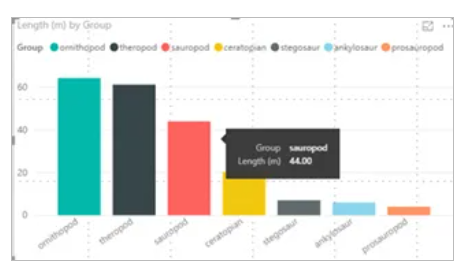 Length (m) by Group
Group ornithopod theropod sauropod ceratopian stegosaur ankylosaur prosauropod
60
40
20
0
Group sauropod
Length (m) 44.00
ornithopod theropod sauropod ceratopian stegosaur ankylosaur prosauropod